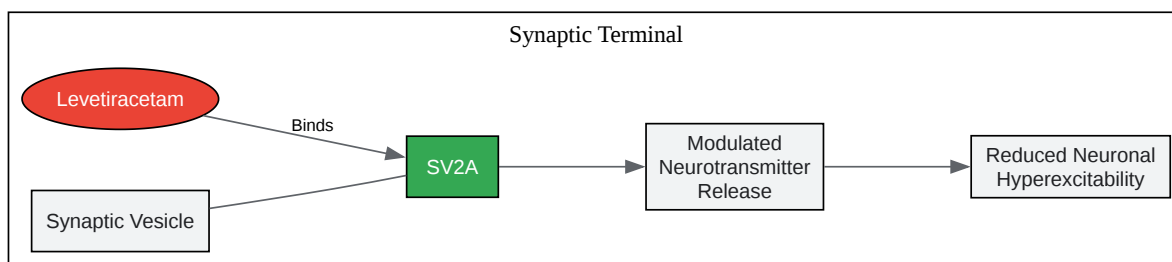 Synaptic Terminal
Levetiracetam
Binds
SV2A
Synaptic Vesicle
Modulated
Neurotransmitter
Release
Reduced Neuronal
Hyperexcitability